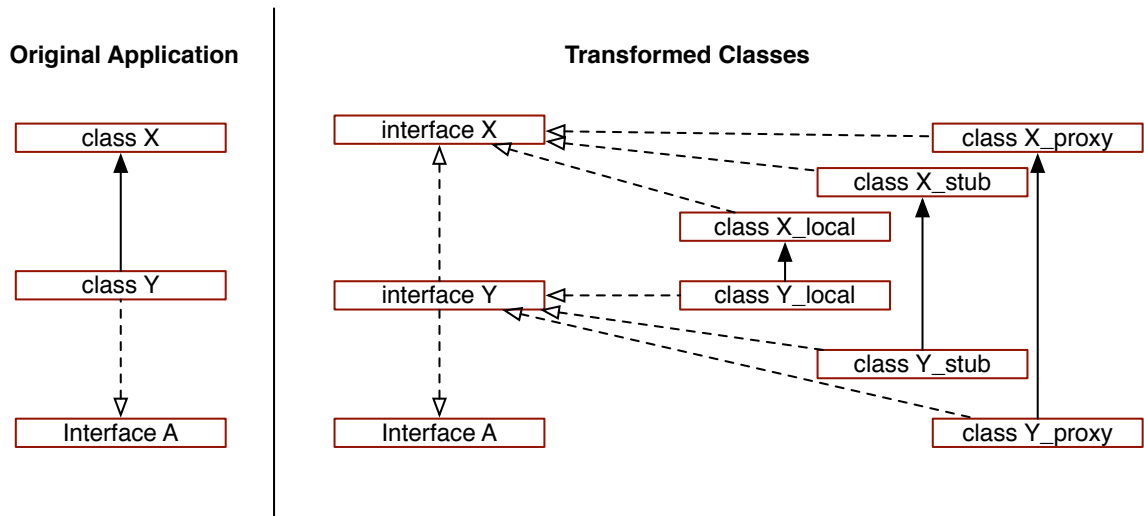 Original Application
Transformed Classes
class X
class Y
Interface A
interface X
class X_proxy
class X_stub
class X_local
interface Y
class Y_local
class Y_stub
Interface A
class Y_proxy